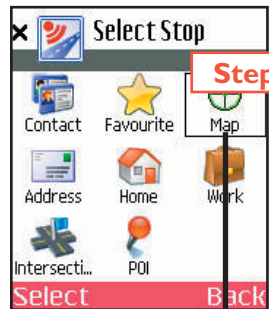 Select Stop
Step
Contact Favourite Map
Address Home Work
Intersecti... POI
Select Back